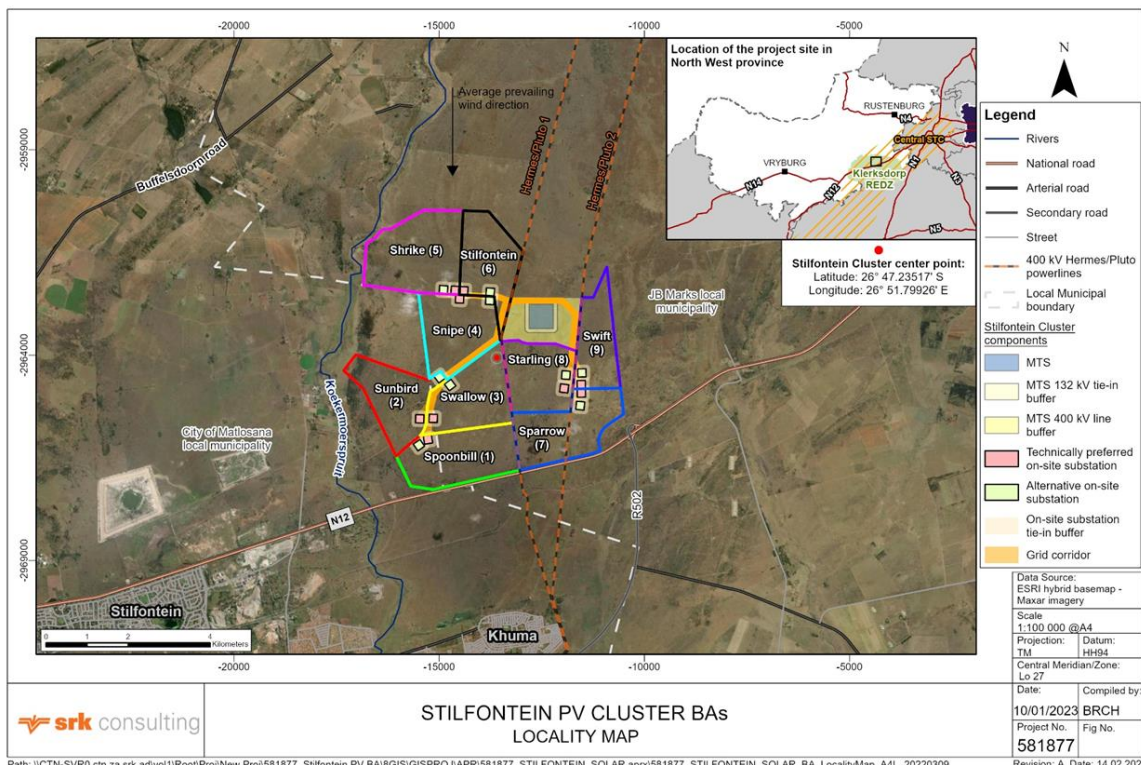 -20000
-15000
-10000
-5000
-2959000
-2964000
-2969000
Average prevailing
wind direction
Hermes/Pluto 1
Hermes/Pluto 2
Buffelsdoorn road
Koekermoerspruit
Shrike (5)
Stilfontein
(6)
Snipe (4)
Starling (8)
Swift
(9)
Sunbird
(2)
Swallow (3)
Sparrow
(7)
Spoonbill (1)
JB Marks local
municipality
City of Matlosana
local municipality
N12
R502
Stilfontein
Khuma
0 1 2 4
Kilometers
-20000
-15000
-10000
-5000
Location of the project site in
North West province
RUSTENBURG
N4
Central STC
VRYBURG
Klerksdorp
REDZ
N14
N12
N1
N3
N5
Stilfontein Cluster center point:
Latitude: 26° 47.23517' S
Longitude: 26° 51.79926' E
N
Legend
Rivers
National road
Arterial road
Secondary road
Street
400 kV Hermes/Pluto
powerlines
Local Municipal
boundary
Stilfontein Cluster
components
MTS
MTS 132 kV tie-in
buffer
MTS 400 kV line
buffer
Technically preferred
on-site substation
Alternative on-site
substation
On-site substation
tie-in buffer
Grid corridor
Data Source:
ESRI hybrid basemap -
Maxar imagery
Scale
1:100 000 @A4
Projection: Datum:
TM HH94
Central Meridian/Zone:
Lo 27
Date: Compiled by:
10/01/2023 BRCH
Project No. Fig No.
581877
srk consulting
STILFONTEIN PV CLUSTER BAs
LOCALITY MAP
Revision: A Date: 14 02 202